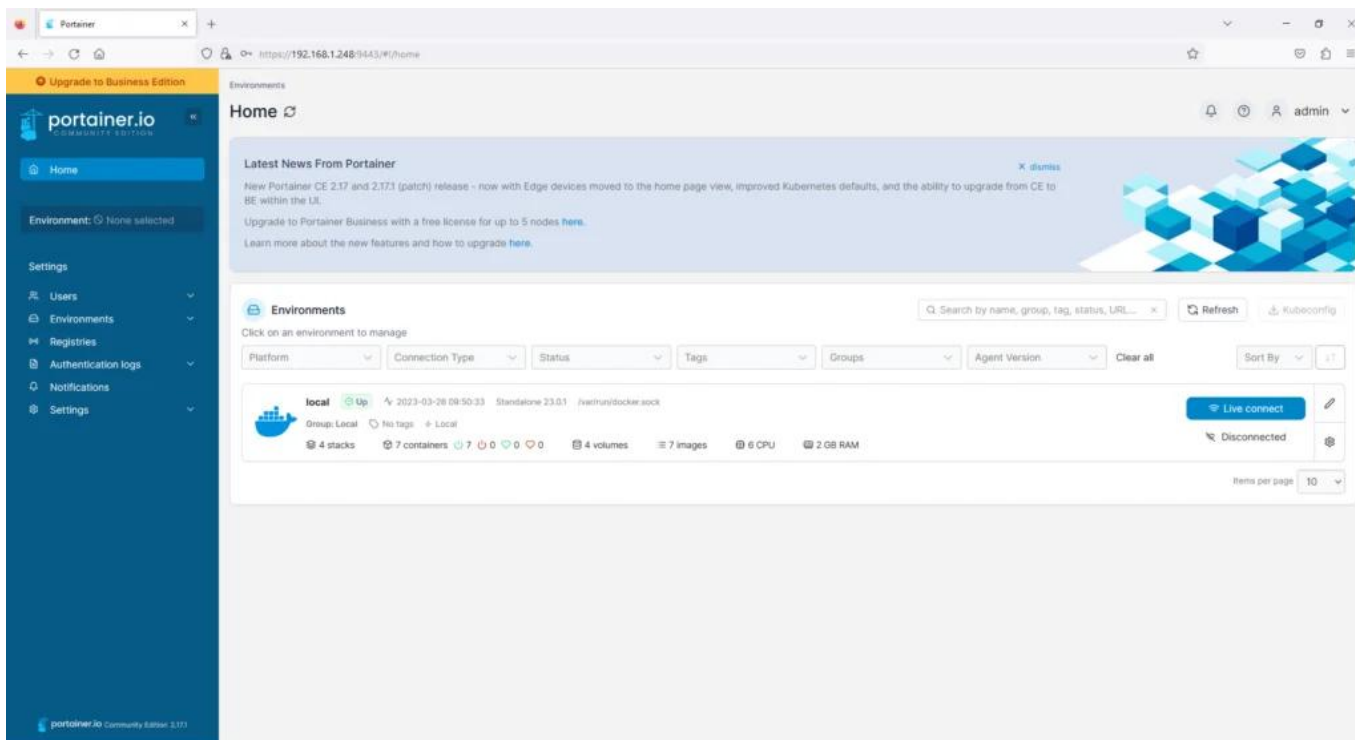 Portainer
https://192.168.1.248:9443/#!/home
Upgrade to Business Edition
portainer.io
COMMUNITY EDITION
Home
Environment: None selected
Settings
Users
Environments
Registries
Authentication logs
Notifications
Settings
portainer.io Community Edition 2.17.1
Environments
Home
admin
Latest News From Portainer
dismiss
New Portainer CE 2.17 and 2.17.1 (patch) release - now with Edge devices moved to the home page view, improved Kubernetes defaults, and the ability to upgrade from CE to
BE within the UI.
Upgrade to Portainer Business with a free license for up to 5 nodes here.
Learn more about the new features and how to upgrade here.
Environments
Search by name, group, tag, status, URL...
Refresh
Kubeconfig
Click on an environment to manage
Platform
Connection Type
Status
Tags
Groups
Agent Version
Clear all
Sort By
local Up 2023-03-28 09:50:33 Standalone 23.0.1 /var/run/docker.sock
Group: Local No tags Local
4 stacks 7 containers 7 0 0 0 4 volumes 7 images 6 CPU 2 GB RAM
Live connect
Disconnected
Items per page 10